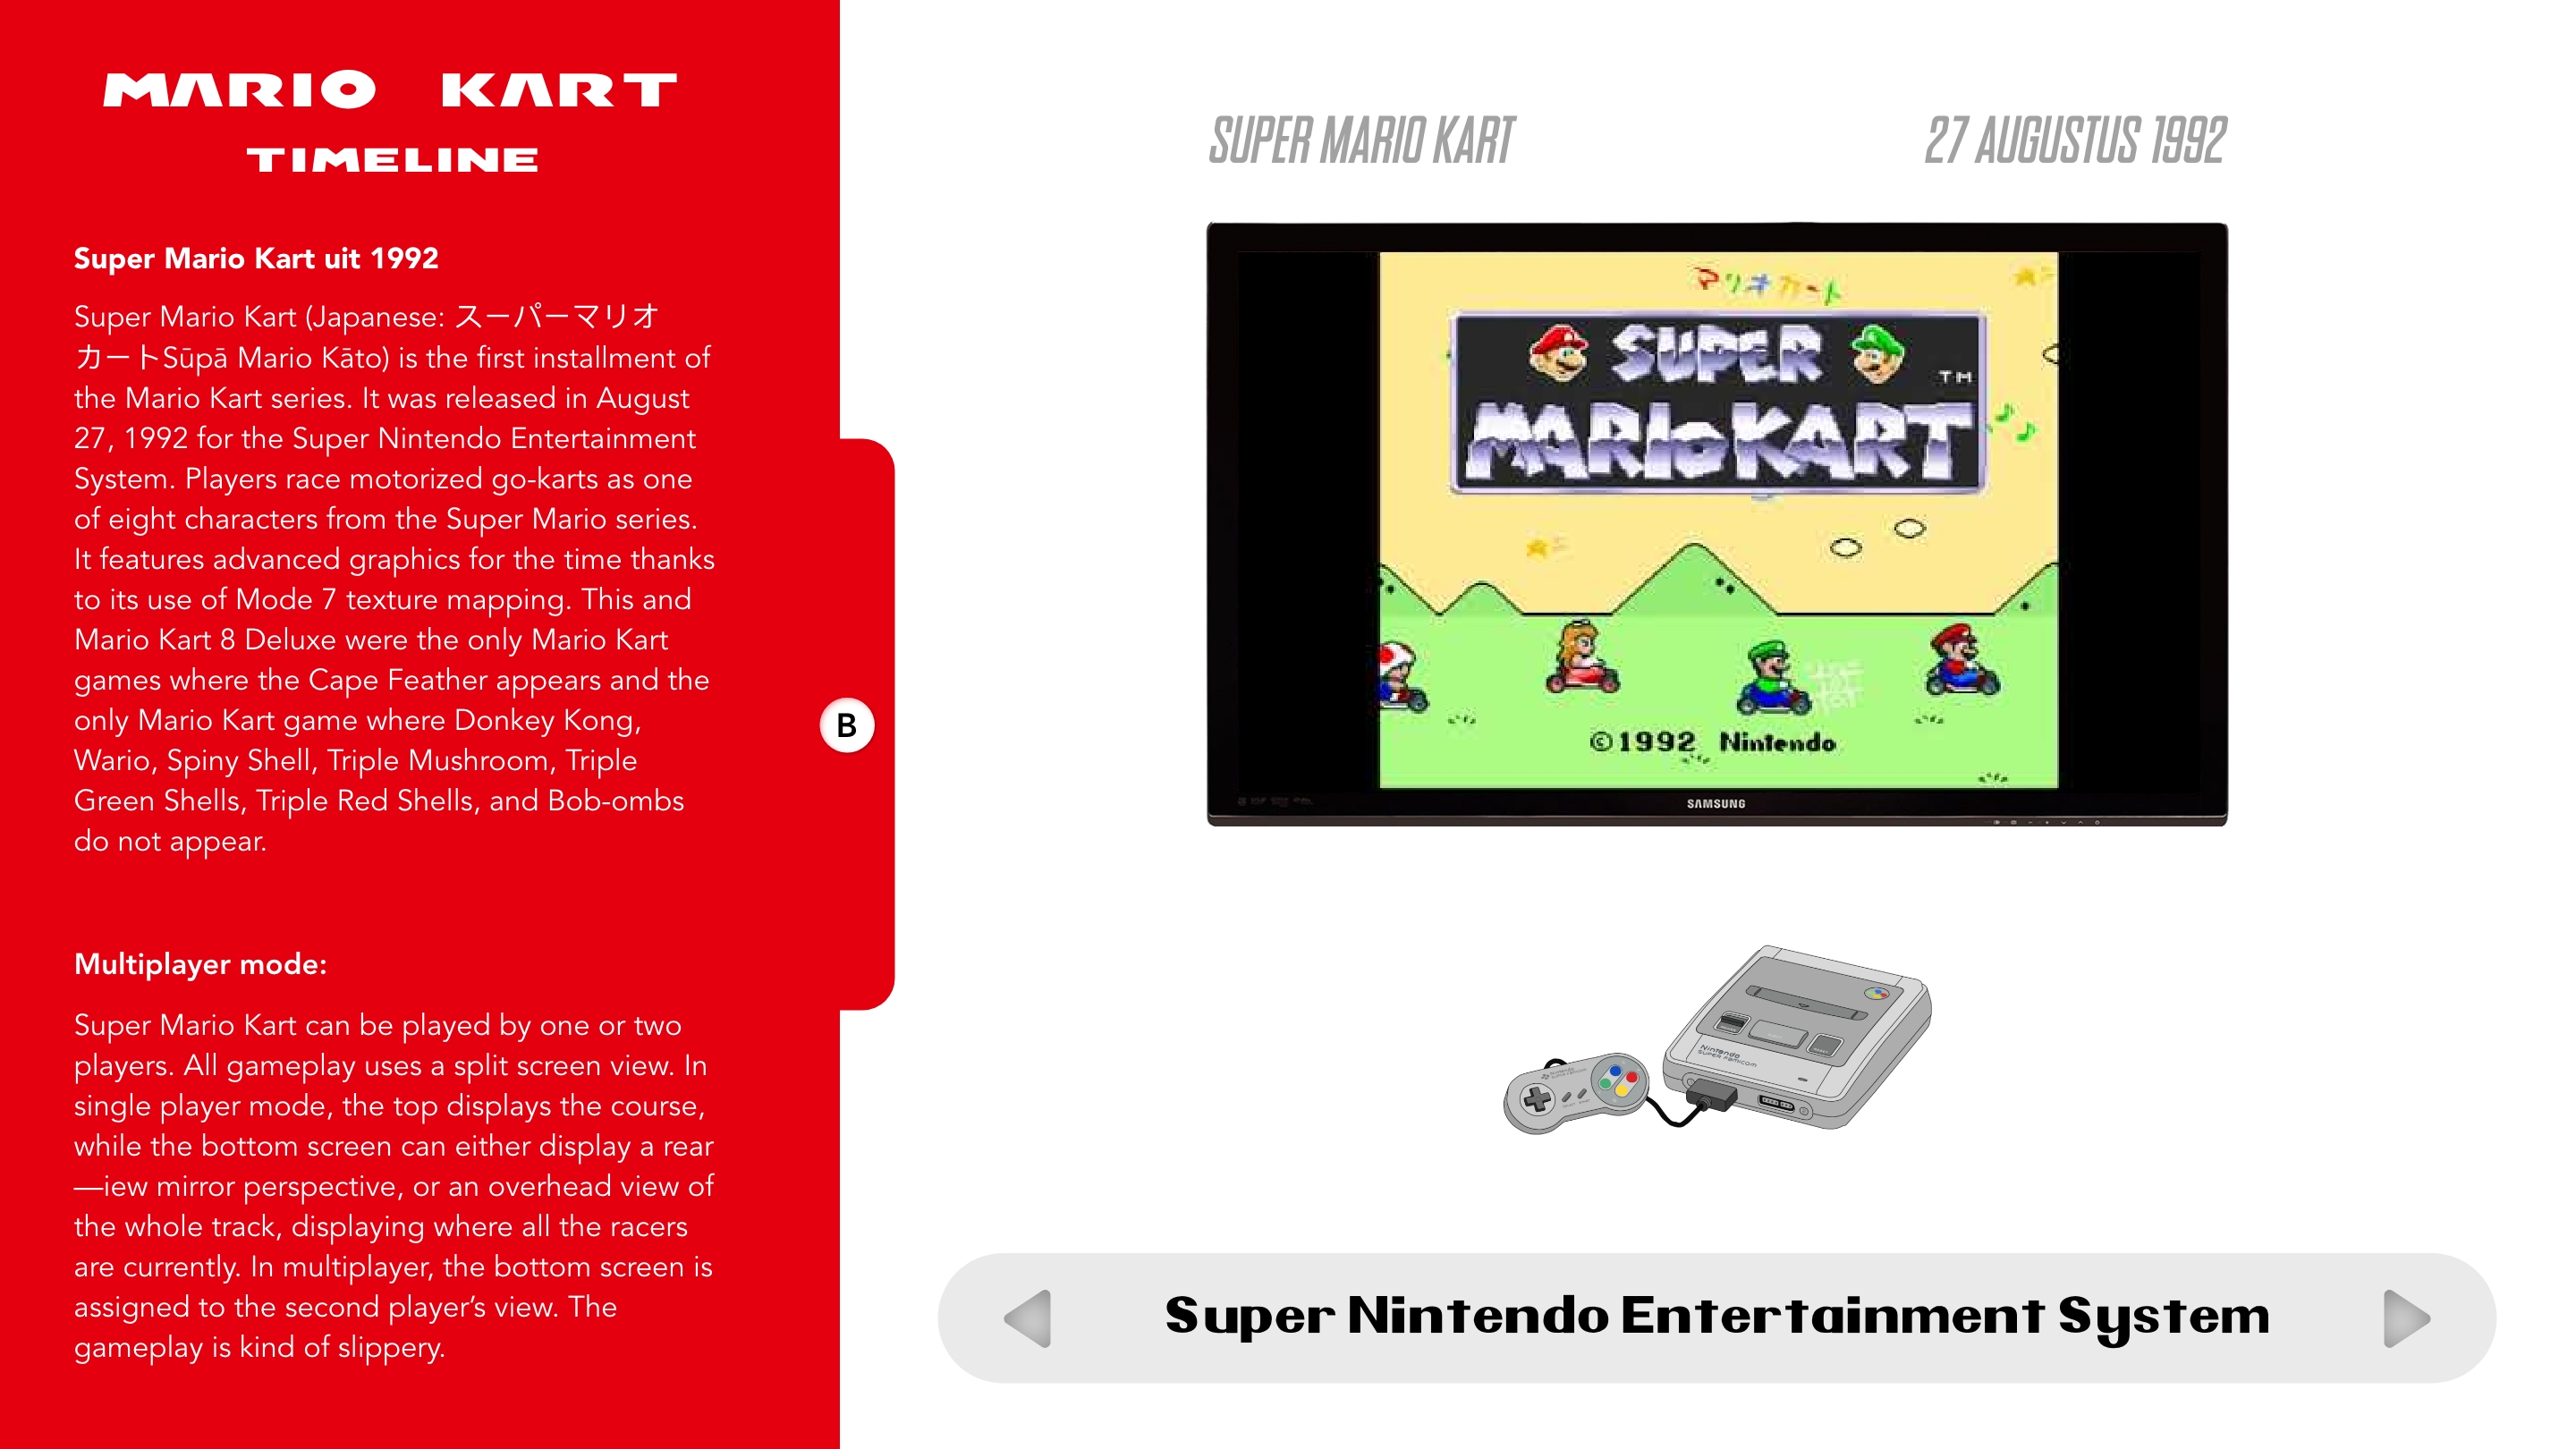 MARIO KART
TIMELINE
Super Mario Kart uit 1992
Super Mario Kart (Japanese: スーパーマリオ
カートSūpā Mario Kāto) is the first installment of
the Mario Kart series. It was released in August
27, 1992 for the Super Nintendo Entertainment
System. Players race motorized go-karts as one
of eight characters from the Super Mario series.
It features advanced graphics for the time thanks
to its use of Mode 7 texture mapping. This and
Mario Kart 8 Deluxe were the only Mario Kart
games where the Cape Feather appears and the
only Mario Kart game where Donkey Kong,
Wario, Spiny Shell, Triple Mushroom, Triple
Green Shells, Triple Red Shells, and Bob-ombs
do not appear.
Multiplayer mode:
Super Mario Kart can be played by one or two
players. All gameplay uses a split screen view. In
single player mode, the top displays the course,
while the bottom screen can either display a rear
—iew mirror perspective, or an overhead view of
the whole track, displaying where all the racers
are currently. In multiplayer, the bottom screen is
assigned to the second player’s view. The
gameplay is kind of slippery.
B
SUPER MARIO KART
27 AUGUSTUS 1992
マリオカート
SUPER
MARIO KART TM
©1992 Nintendo
SAMSUNG
Nintendo
SUPER FAMICOM
Super Nintendo Entertainment System